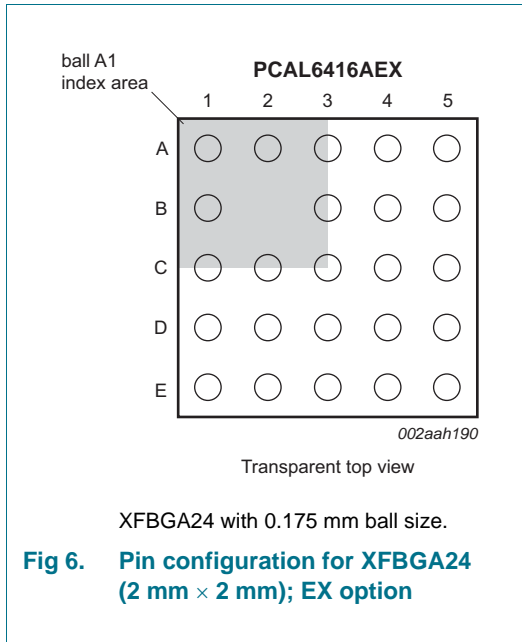 ball A1
index area
PCAL6416AEX
1 2 3 4 5
A
B
C
D
E
002aah190
Transparent top view
XFBGA24 with 0.175 mm ball size.
Fig 6. Pin configuration for XFBGA24
(2 mm × 2 mm); EX option